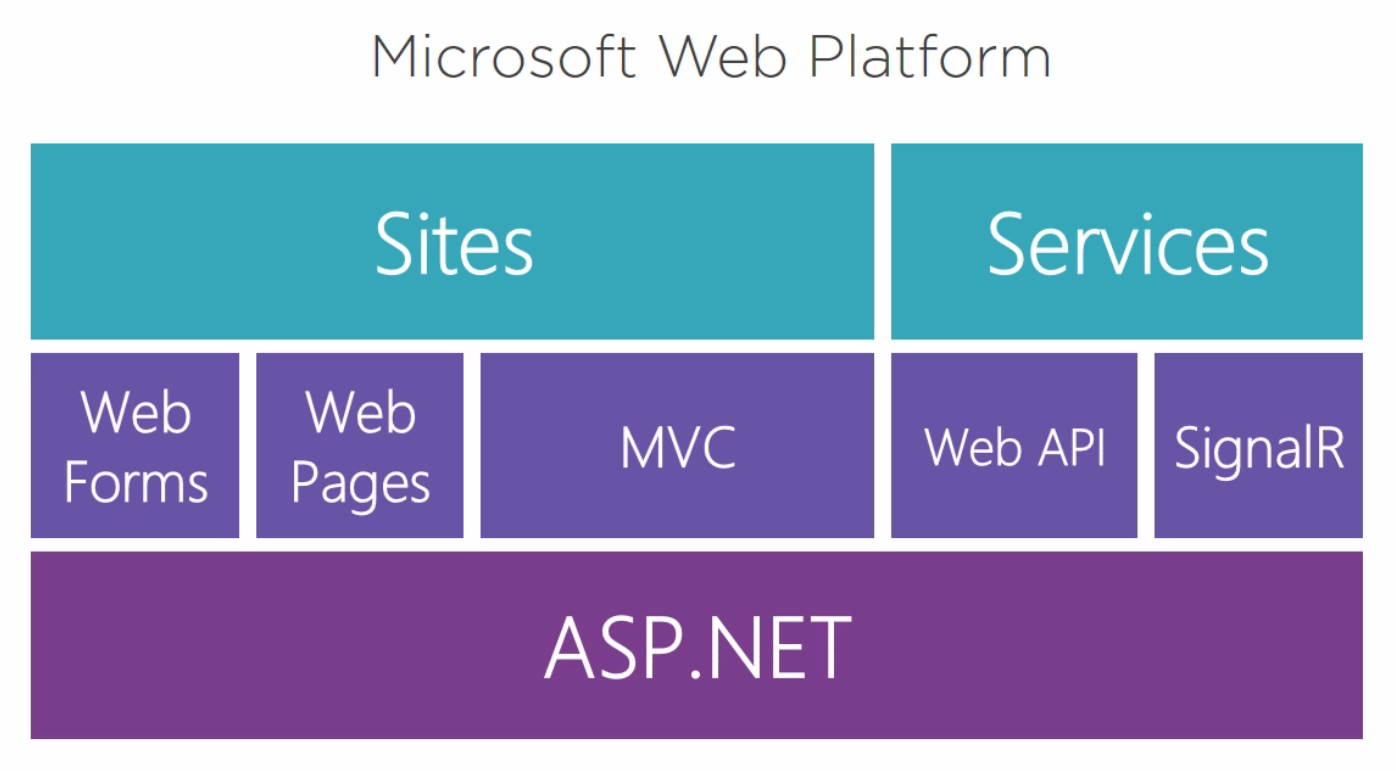 Microsoft Web Platform
Sites
Services
Web
Forms
Web
Pages
MVC
Web API
SignalR
ASP.NET